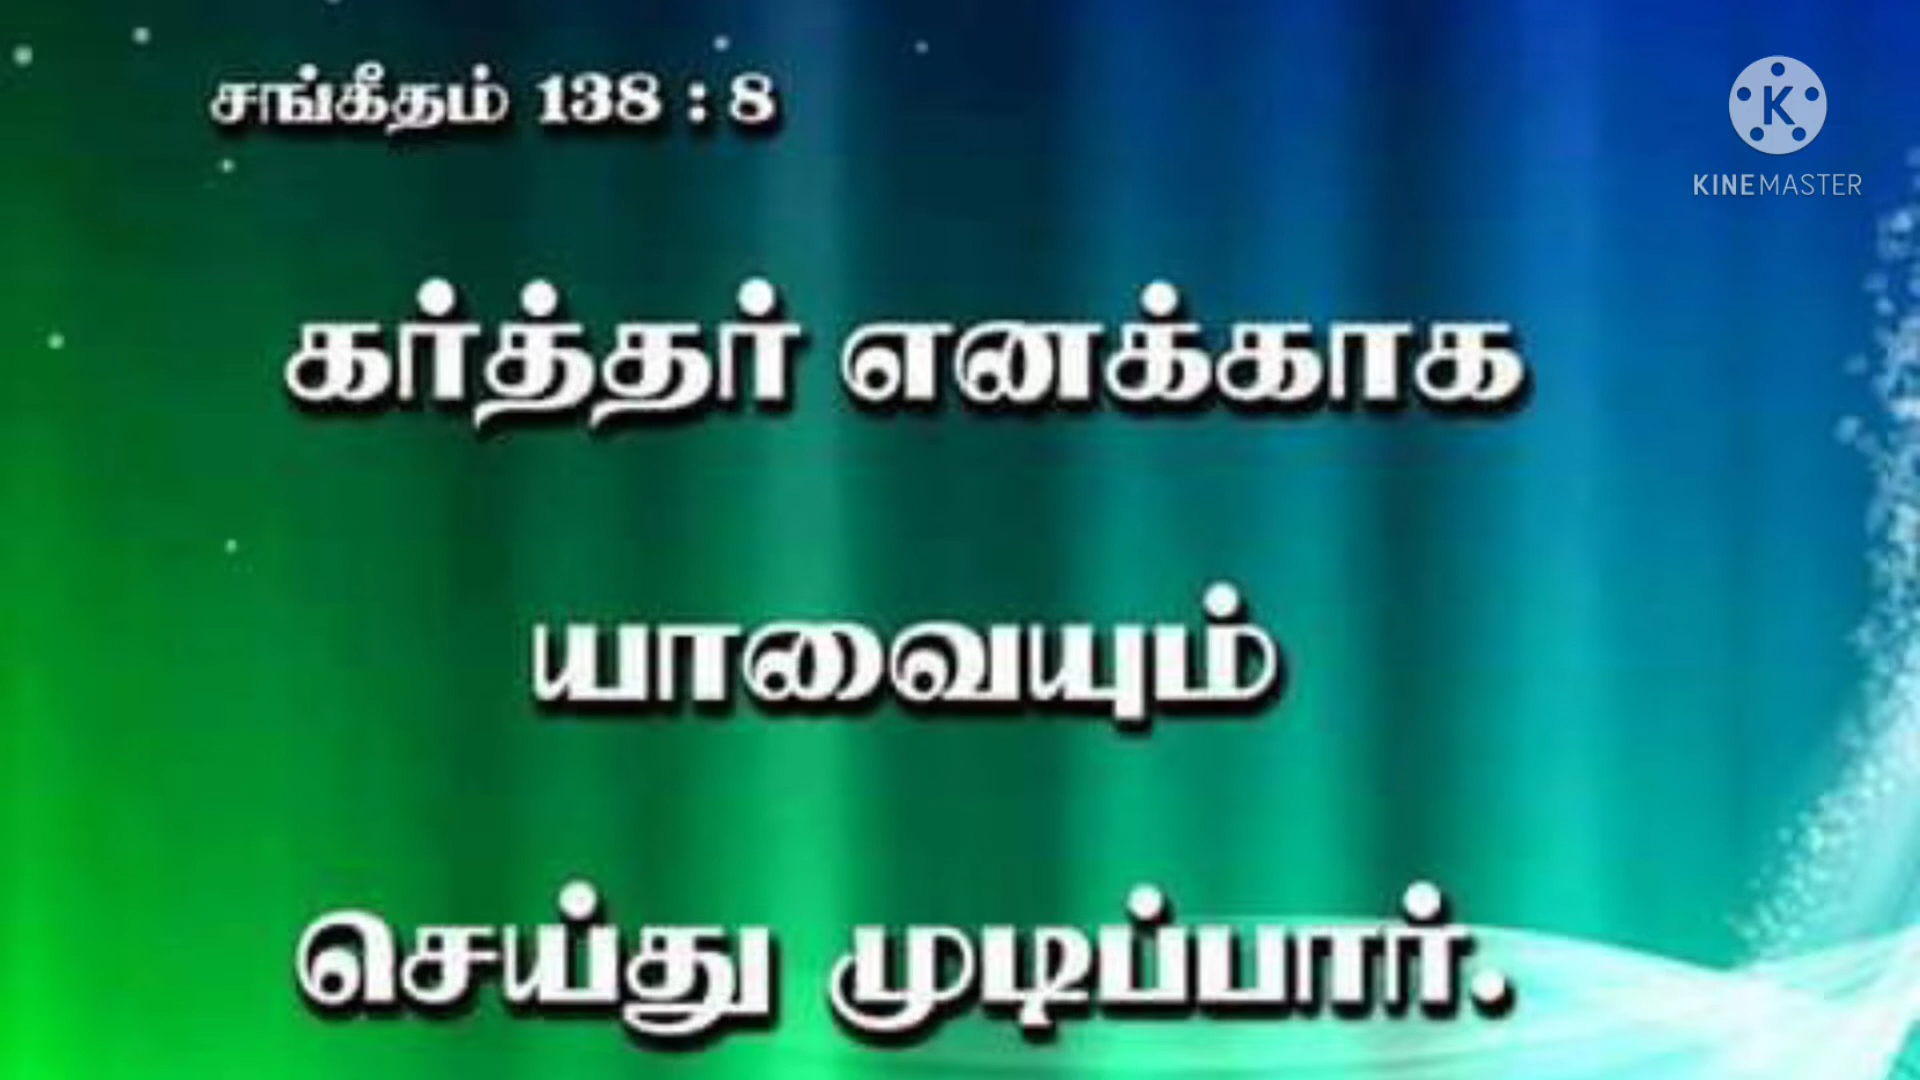 சங்கீதம் 138 : 8
KINEMASTER
கர்த்தர் எனக்காக
யாவையும்
செய்து முடிப்பார்.